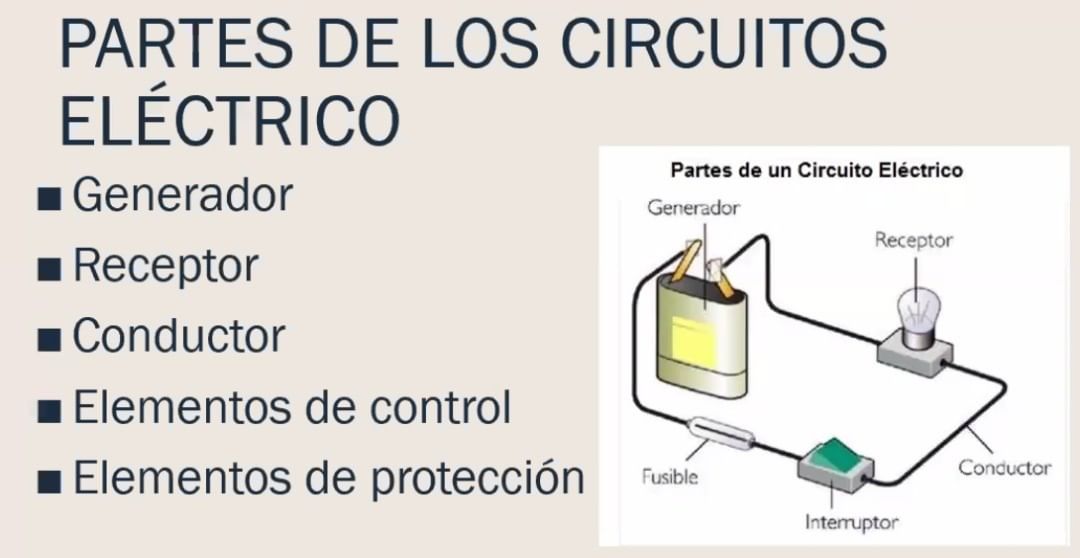 PARTES DE LOS CIRCUITOS
ELÉCTRICO
■ Generador
■ Receptor
■ Conductor
■ Elementos de control
■ Elementos de protección
Partes de un Circuito Eléctrico
Generador
Receptor
Fusible
Conductor
Interruptor